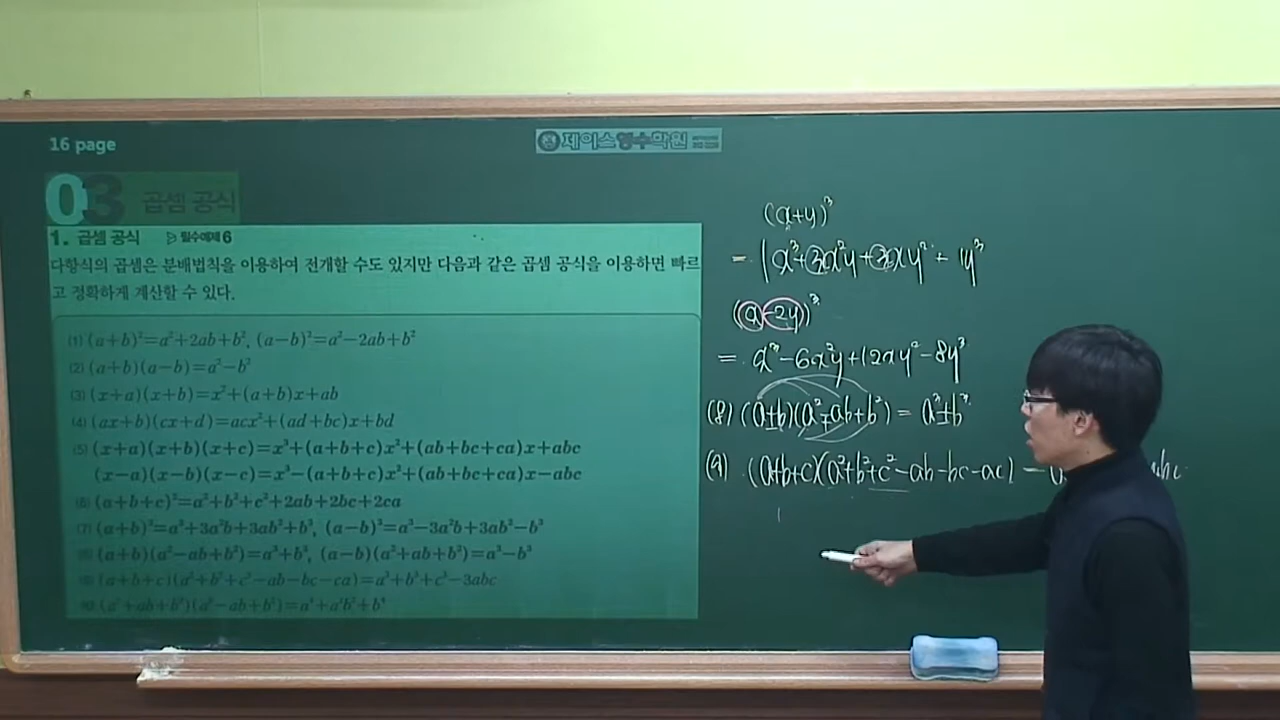 16 page
제이스영수학원
03 곱셈 공식
1. 곱셈 공식 ▷ 필수예제 6
다항식의 곱셈은 분배법칙을 이용하여 전개할 수도 있지만 다음과 같은 곱셈 공식을 이용하면 빠르
고 정확하게 계산할 수 있다.
(1) (a+b)²=a²+2ab+b², (a−b)²=a²−2ab+b²
(2) (a+b)(a−b)=a²−b²
(3) (x+a)(x+b)=x²+(a+b)x+ab
(4) (ax+b)(cx+d)=acx²+(ad+bc)x+bd
(5) (x+a)(x+b)(x+c)=x³+(a+b+c)x²+(ab+bc+ca)x+abc
(x−a)(x−b)(x−c)=x³−(a+b+c)x²+(ab+bc+ca)x−abc
(6) (a+b+c)²=a²+b²+c²+2ab+2bc+2ca
(7) (a+b)³=a³+3a²b+3ab²+b³, (a−b)³=a³−3a²b+3ab²−b³
(8) (a+b)(a²−ab+b²)=a³+b³, (a−b)(a²+ab+b²)=a³−b³
(9) (a+b+c)(a²+b²+c²−ab−bc−ca)=a³+b³+c³−3abc
(10) (a²+ab+b²)(a²−ab+b²)=a⁴+a²b²+b⁴
(x+y)³
= 1x³+3x²y+3xy²+1y³
(x−2y)³
= x³−6x²y+12xy²−8y³
(8) (a±b)(a²∓ab+b²) = a³±b³
(9) (a+b+c)(a²+b²+c²−ab−bc−ac) =